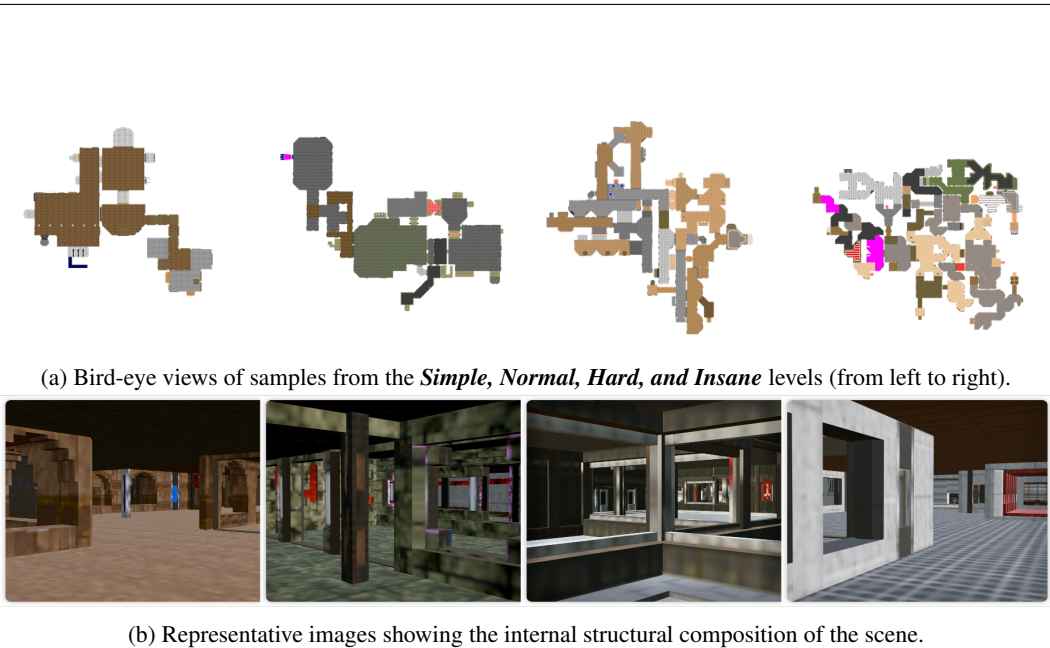 (a) Bird-eye views of samples from the Simple, Normal, Hard, and Insane levels (from left to right).
(b) Representative images showing the internal structural composition of the scene.